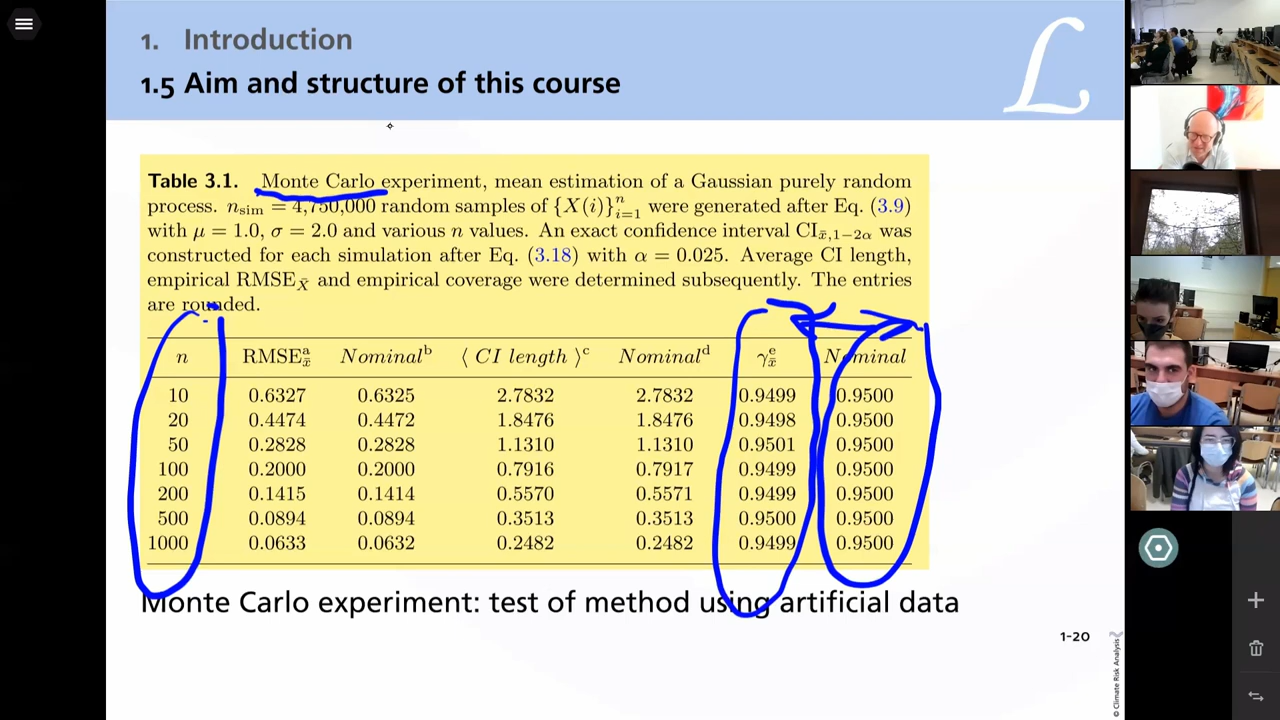 1. Introduction
1.5 Aim and structure of this course
L
Table 3.1. Monte Carlo experiment, mean estimation of a Gaussian purely random
process. nsim = 4,750,000 random samples of {X(i)}ⁿi=1 were generated after Eq. (3.9)
with μ = 1.0, σ = 2.0 and various n values. An exact confidence interval CIx̄,1−2α was
constructed for each simulation after Eq. (3.18) with α = 0.025. Average CI length,
empirical RMSEX̄ and empirical coverage were determined subsequently. The entries
are rounded.
n RMSEᵃx̄ Nominalᵇ ⟨ CI length ⟩ᶜ Nominalᵈ γᵉx̄ Nominal
10 0.6327 0.6325 2.7832 2.7832 0.9499 0.9500
20 0.4474 0.4472 1.8476 1.8476 0.9498 0.9500
50 0.2828 0.2828 1.1310 1.1310 0.9501 0.9500
100 0.2000 0.2000 0.7916 0.7917 0.9499 0.9500
200 0.1415 0.1414 0.5570 0.5571 0.9499 0.9500
500 0.0894 0.0894 0.3513 0.3513 0.9500 0.9500
1000 0.0633 0.0632 0.2482 0.2482 0.9499 0.9500
Monte Carlo experiment: test of method using artificial data
1-20
© Climate Risk Analysis